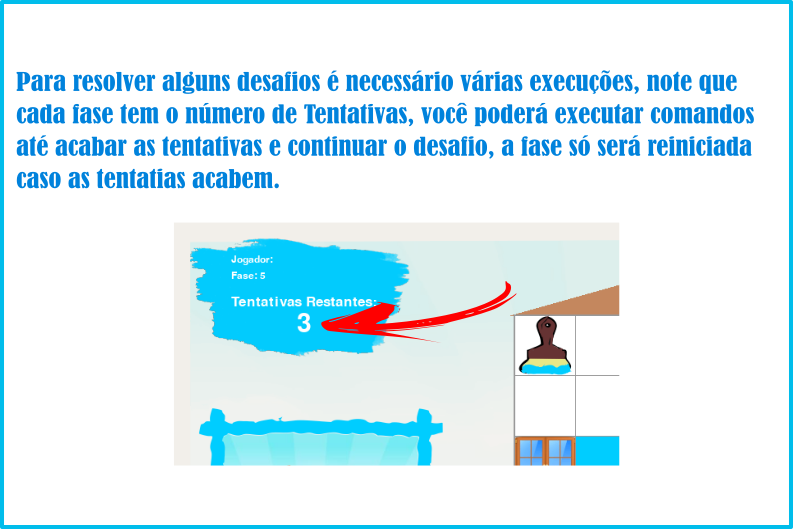 Para resolver alguns desafios é necessário várias execuções, note que
cada fase tem o número de Tentativas, você poderá executar comandos
até acabar as tentativas e continuar o desafio, a fase só será reiniciada
caso as tentatias acabem.
Jogador:
Fase: 5
Tentativas Restantes:
3